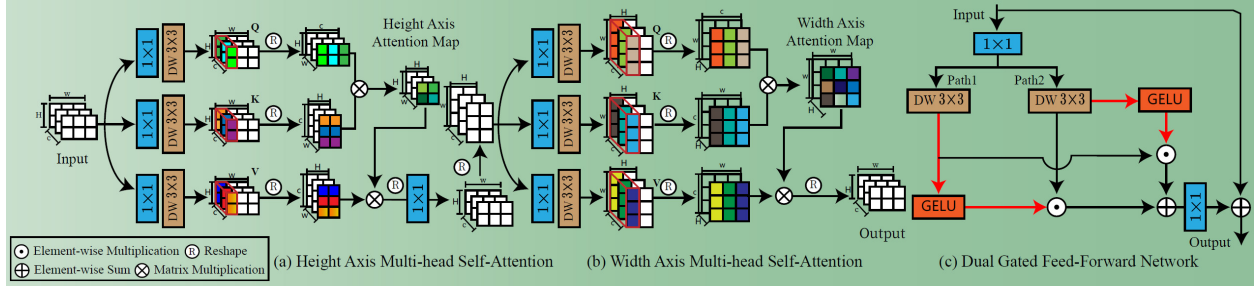 Input
H
w
c
1×1
DW 3×3
1×1
DW 3×3
1×1
DW 3×3
Q
K
V
R
R
R
Height Axis
Attention Map
R
1×1
R
1×1
DW 3×3
1×1
DW 3×3
1×1
DW 3×3
Q
K
V
R
R
R
Width Axis
Attention Map
R
Output
Input
1×1
Path1
Path2
DW 3×3
DW 3×3
GELU
GELU
1×1
Output
Element-wise Multiplication
R Reshape
Element-wise Sum
Matrix Multiplication
(a) Height Axis Multi-head Self-Attention
(b) Width Axis Multi-head Self-Attention
(c) Dual Gated Feed-Forward Network